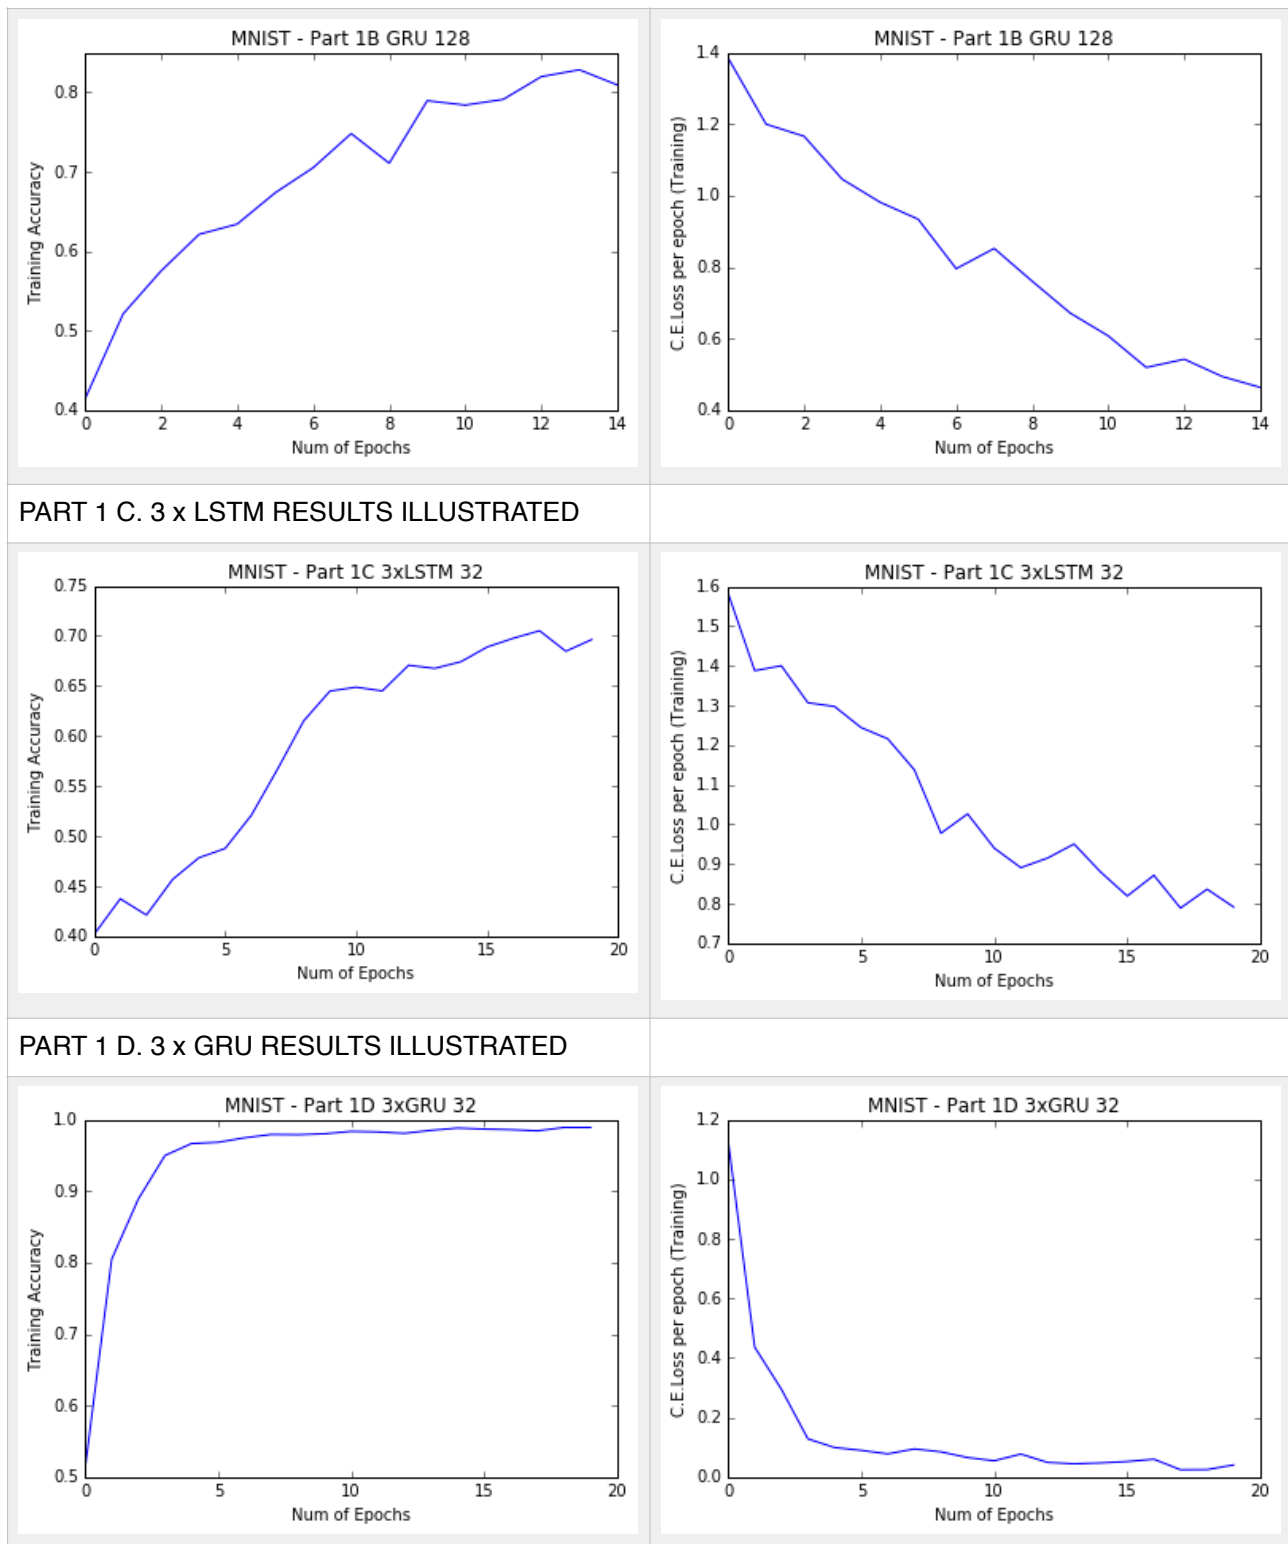 MNIST - Part 1B GRU 128
Training Accuracy
0.8
0.7
0.6
0.5
0.4
0 2 4 6 8 10 12 14
Num of Epochs
MNIST - Part 1B GRU 128
C.E.Loss per epoch (Training)
1.4
1.2
1.0
0.8
0.6
0.4
0 2 4 6 8 10 12 14
Num of Epochs
PART 1 C. 3 x LSTM RESULTS ILLUSTRATED
MNIST - Part 1C 3xLSTM 32
Training Accuracy
0.75
0.70
0.65
0.60
0.55
0.50
0.45
0.40
0 5 10 15 20
Num of Epochs
MNIST - Part 1C 3xLSTM 32
C.E.Loss per epoch (Training)
1.6
1.5
1.4
1.3
1.2
1.1
1.0
0.9
0.8
0.7
0 5 10 15 20
Num of Epochs
PART 1 D. 3 x GRU RESULTS ILLUSTRATED
MNIST - Part 1D 3xGRU 32
Training Accuracy
1.0
0.9
0.8
0.7
0.6
0.5
0 5 10 15 20
Num of Epochs
MNIST - Part 1D 3xGRU 32
C.E.Loss per epoch (Training)
1.2
1.0
0.8
0.6
0.4
0.2
0.0
0 5 10 15 20
Num of Epochs